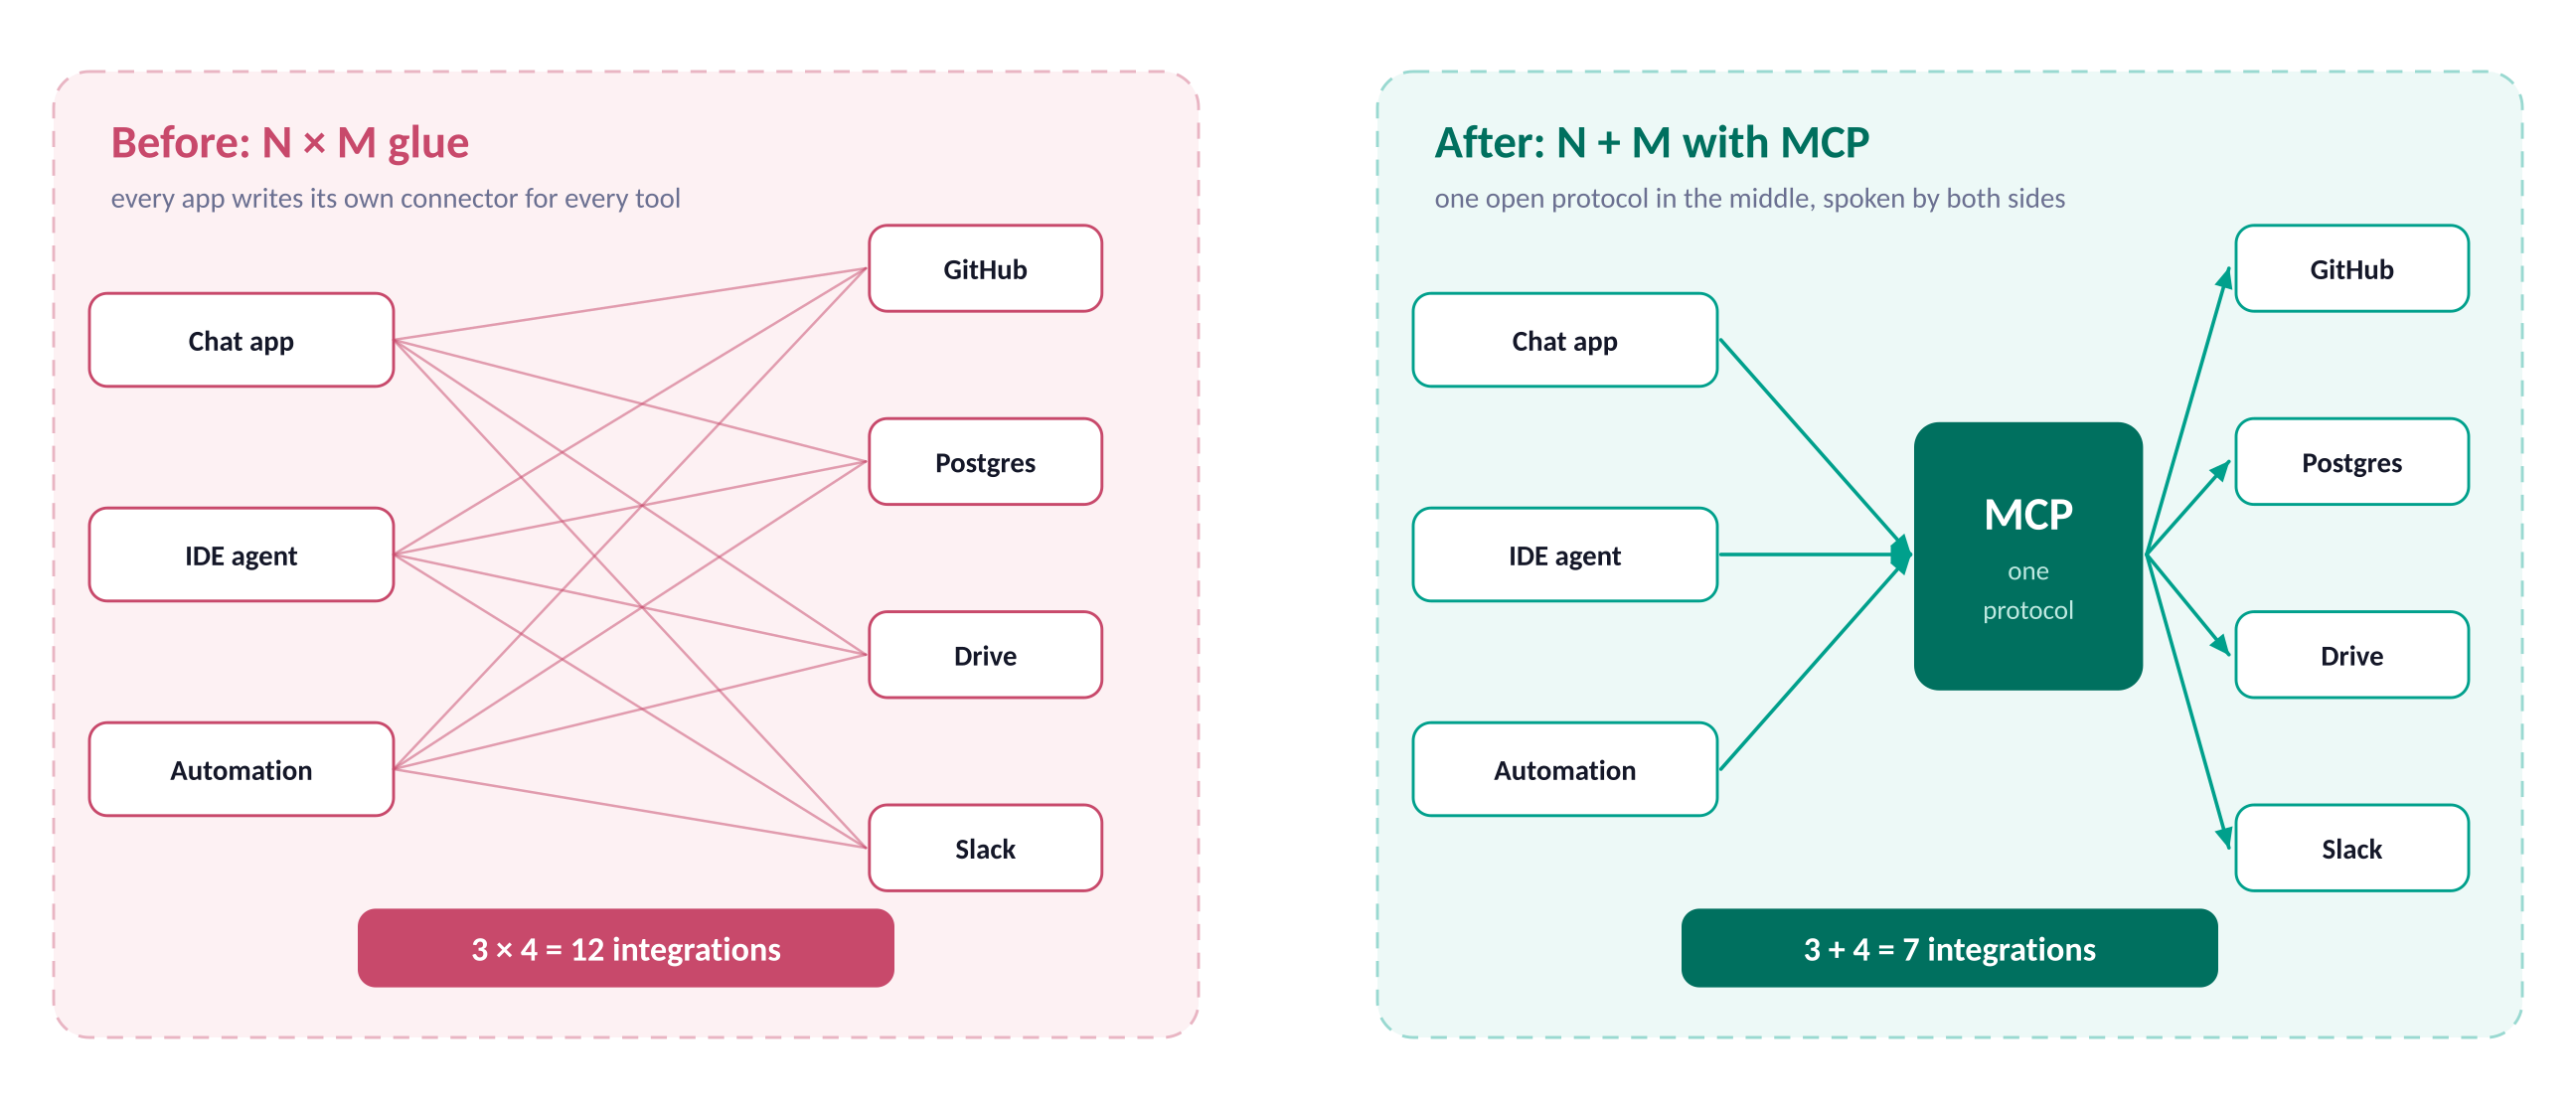 Before: N × M glue
every app writes its own connector for every tool
Chat app
IDE agent
Automation
GitHub
Postgres
Drive
Slack
3 × 4 = 12 integrations
After: N + M with MCP
one open protocol in the middle, spoken by both sides
Chat app
IDE agent
Automation
MCP
one
protocol
GitHub
Postgres
Drive
Slack
3 + 4 = 7 integrations